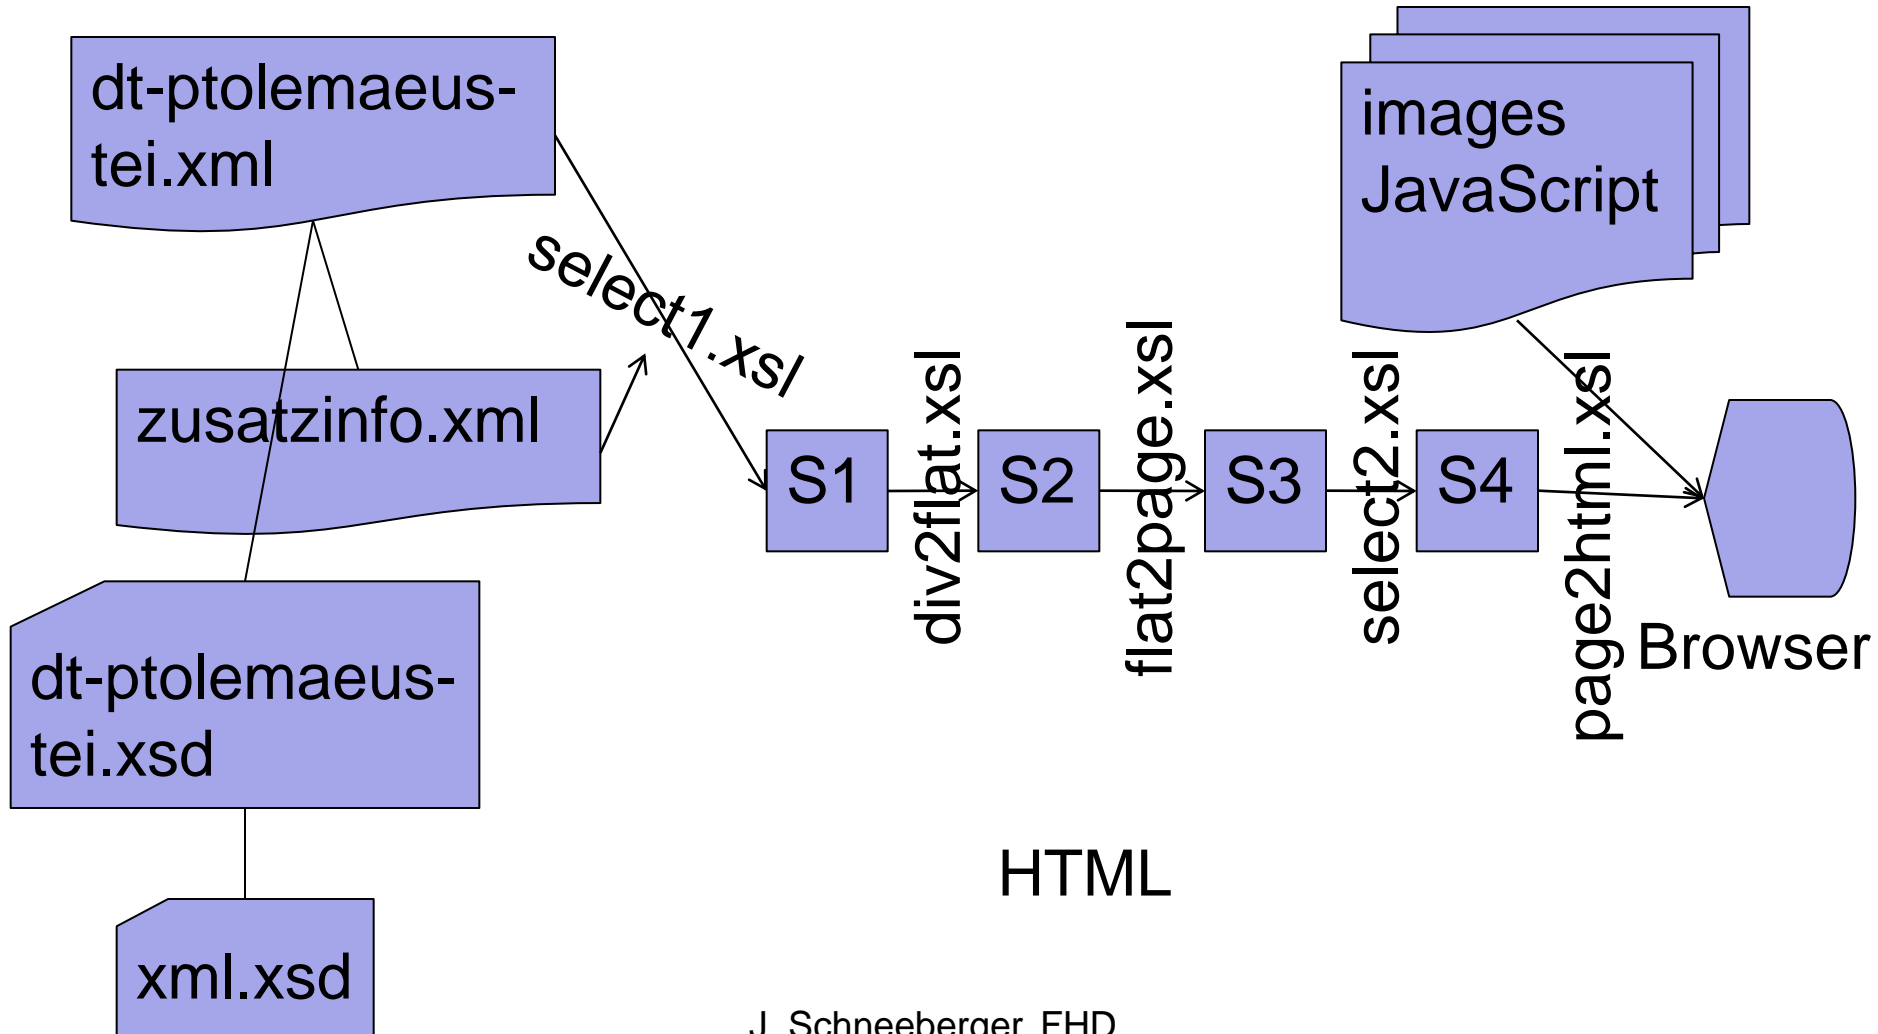 dt-ptolemaeus-
tei.xml
images
JavaScript
select1.xsl
zusatzinfo.xml
S1
div2flat.xsl
S2
flat2page.xsl
S3
select2.xsl
S4
page2html.xsl
Browser
dt-ptolemaeus-
tei.xsd
HTML
xml.xsd
J. Schneeberger, FHD